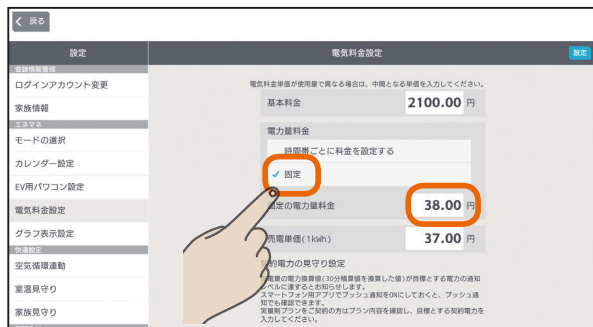 戻る
設定
電気料金設定
設定
登録情報管理
ログインアカウント変更
家族情報
エネマネ
モードの選択
カレンダー設定
EV用パワコン設定
電気料金設定
グラフ表示設定
快適設定
空気循環連動
室温見守り
家族見守り
電気料金単価が使用量で異なる場合は、中間となる単価を入力してください。
基本料金 2100.00 円
電力量料金
時間帯ごとに料金を設定する
固定
固定の電力量料金 38.00 円
売電単価(1kWh) 37.00 円
契約電力の見守り設定
電量の電力換算値(30分積算値を換算した値)が目標とする電力の通知
レベルに達するとお知らせします。
スマートフォン用アプリでプッシュ通知をONにしておくと、プッシュ通
知でも確認できます。
実量制プランをご契約の方はプラン内容を確認し、目標とする契約電力を
入力してください。